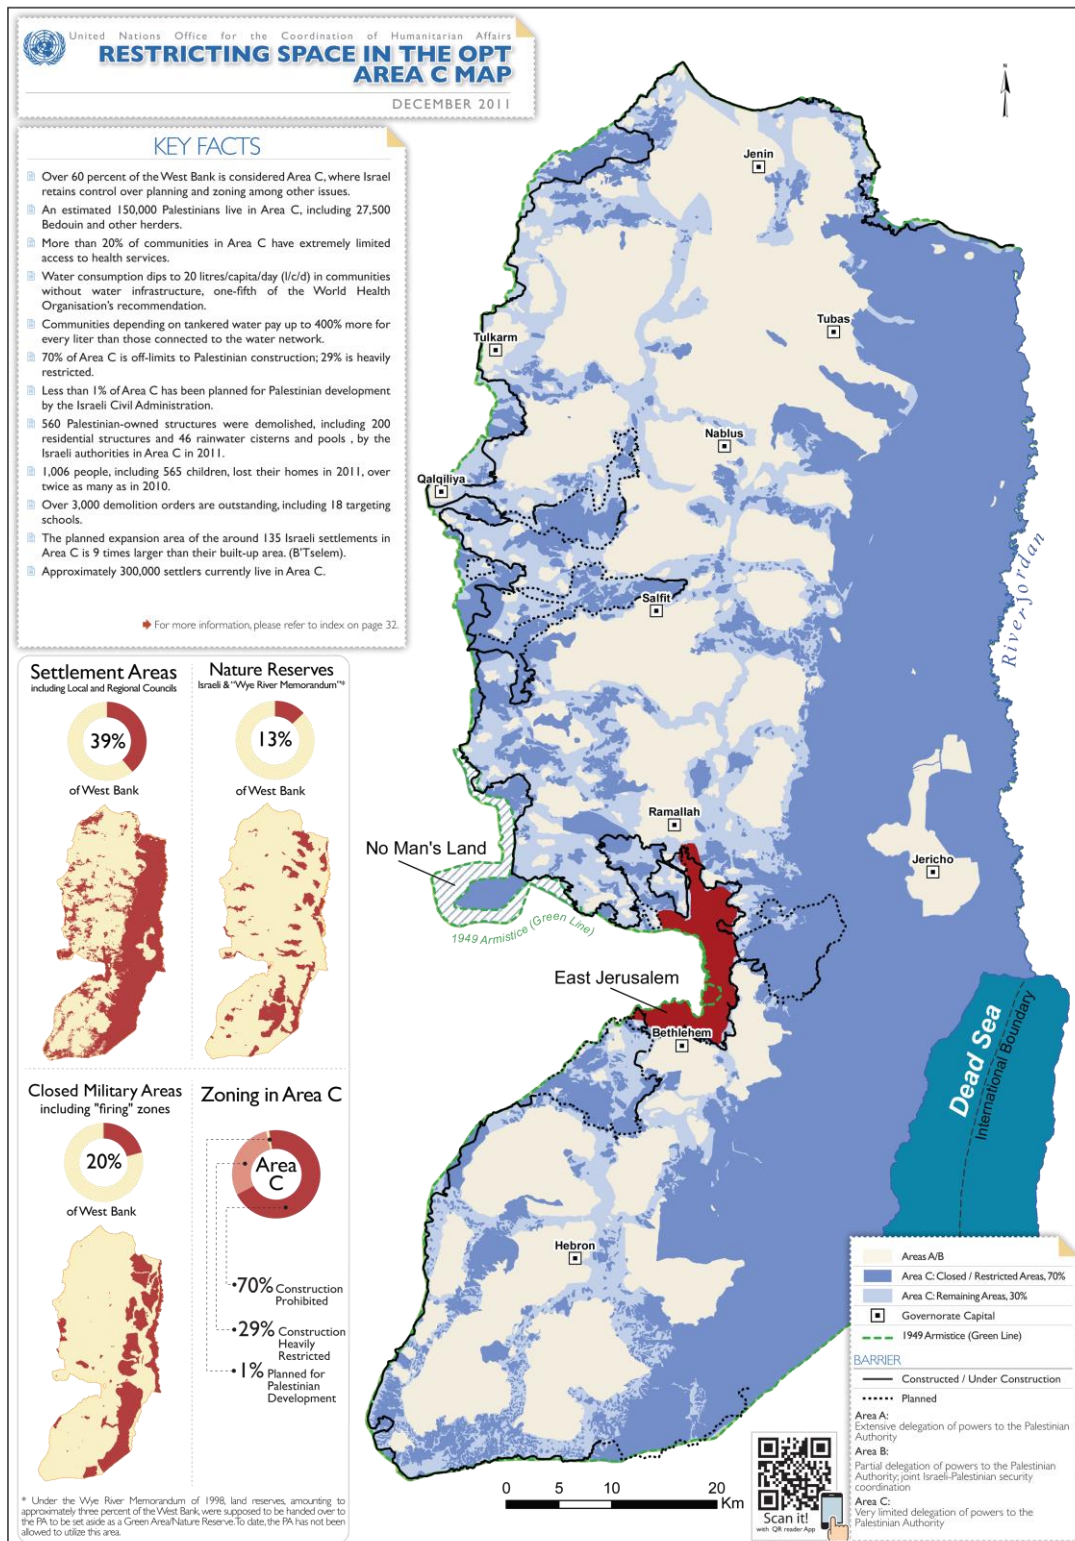 United Nations Office for the Coordination of Humanitarian Affairs
RESTRICTING SPACE IN THE OPT
AREA C MAP
DECEMBER 2011
KEY FACTS
Over 60 percent of the West Bank is considered Area C, where Israel
retains control over planning and zoning among other issues.
An estimated 150,000 Palestinians live in Area C, including 27,500
Bedouin and other herders.
More than 20% of communities in Area C have extremely limited
access to health services.
Water consumption dips to 20 litres/capita/day (l/c/d) in communities
without water infrastructure, one-fifth of the World Health
Organisation's recommendation.
Communities depending on tankered water pay up to 400% more for
every liter than those connected to the water network.
70% of Area C is off-limits to Palestinian construction; 29% is heavily
restricted.
Less than 1% of Area C has been planned for Palestinian development
by the Israeli Civil Administration.
560 Palestinian-owned structures were demolished, including 200
residential structures and 46 rainwater cisterns and pools , by the
Israeli authorities in Area C in 2011.
1,006 people, including 565 children, lost their homes in 2011, over
twice as many as in 2010.
Over 3,000 demolition orders are outstanding, including 18 targeting
schools.
The planned expansion area of the around 135 Israeli settlements in
Area C is 9 times larger than their built-up area. (B'Tselem).
Approximately 300,000 settlers currently live in Area C.
For more information, please refer to index on page 32.
Settlement Areas
including Local and Regional Councils
39%
of West Bank
Nature Reserves
Israeli & "Wye River Memorandum"*
13%
of West Bank
Closed Military Areas
including "firing" zones
20%
of West Bank
Zoning in Area C
Area
C
70% Construction
Prohibited
29% Construction
Heavily
Restricted
1% Planned for
Palestinian
Development
* Under the Wye River Memorandum of 1998, land reserves, amounting to
approximately three percent of the West Bank, were supposed to be handed over to
the PA to be set aside as a Green Area/Nature Reserve. To date, the PA has not been
allowed to utilize this area.
N
Jenin
Tubas
Tulkarm
Nablus
Qalqiliya
Salfit
River Jordan
Ramallah
No Man's Land
Jericho
1949 Armistice (Green Line)
East Jerusalem
Bethlehem
Dead Sea
International Boundary
Hebron
0 5 10 20
Km
Scan it!
with QR reader App
Areas A/B
Area C: Closed / Restricted Areas, 70%
Area C: Remaining Areas, 30%
Governorate Capital
1949 Armistice (Green Line)
BARRIER
Constructed / Under Construction
Planned
Area A:
Extensive delegation of powers to the Palestinian
Authority
Area B:
Partial delegation of powers to the Palestinian
Authority; joint Israeli-Palestinian security
coordination
Area C:
Very limited delegation of powers to the
Palestinian Authority